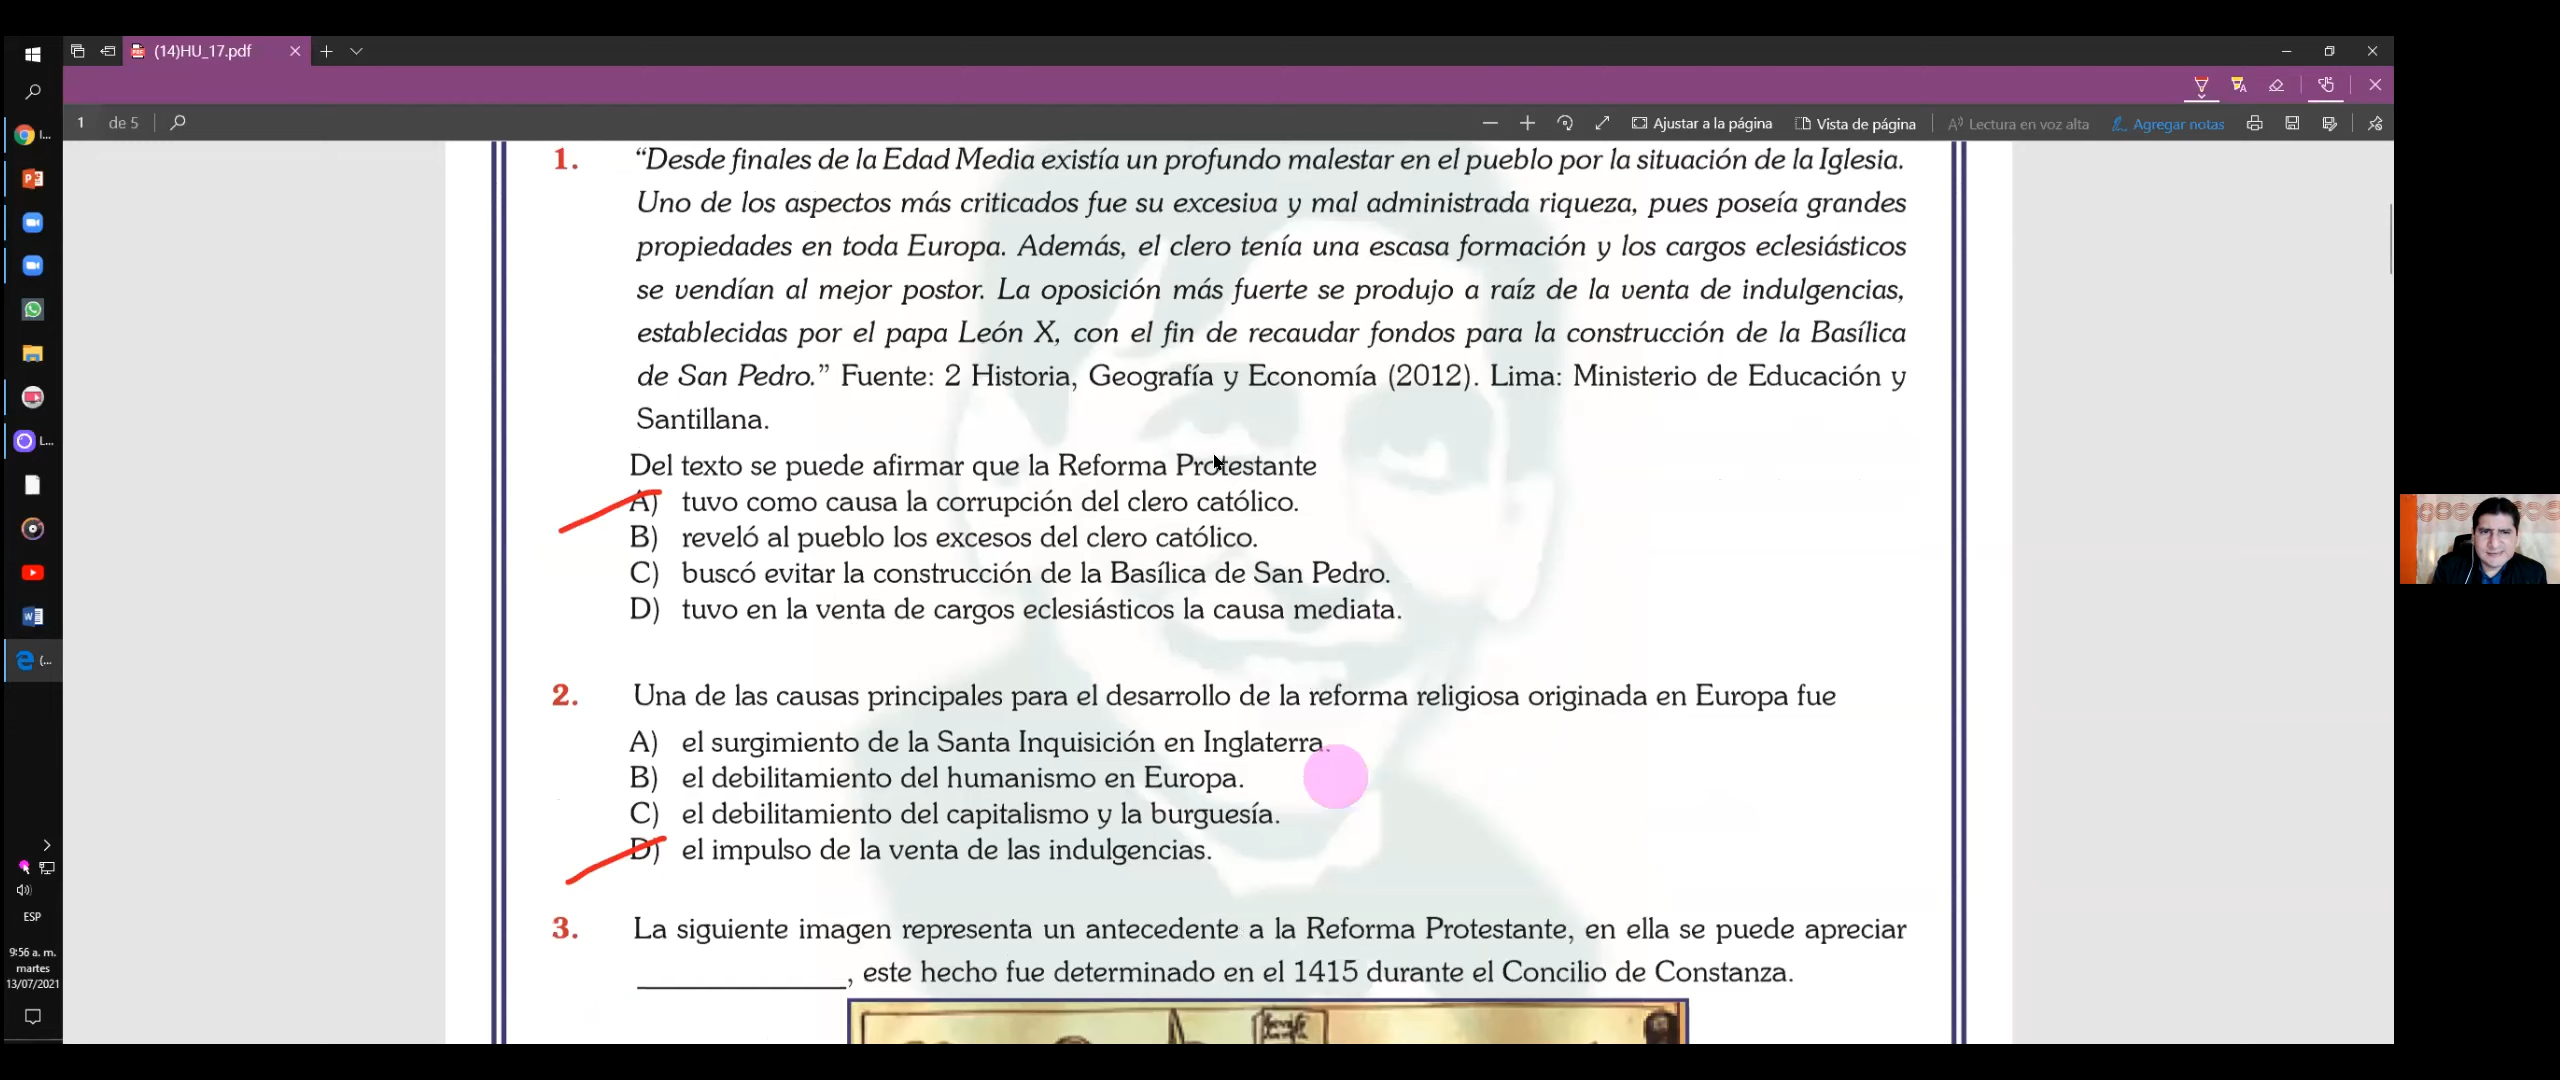 (14)HU_17.pdf
1 de 5
Ajustar a la página
Vista de página
Lectura en voz alta
Agregar notas
1. “Desde finales de la Edad Media existía un profundo malestar en el pueblo por la situación de la Iglesia.
Uno de los aspectos más criticados fue su excesiva y mal administrada riqueza, pues poseía grandes
propiedades en toda Europa. Además, el clero tenía una escasa formación y los cargos eclesiásticos
se vendían al mejor postor. La oposición más fuerte se produjo a raíz de la venta de indulgencias,
establecidas por el papa León X, con el fin de recaudar fondos para la construcción de la Basílica
de San Pedro.” Fuente: 2 Historia, Geografía y Economía (2012). Lima: Ministerio de Educación y
Santillana.
Del texto se puede afirmar que la Reforma Protestante
A) tuvo como causa la corrupción del clero católico.
B) reveló al pueblo los excesos del clero católico.
C) buscó evitar la construcción de la Basílica de San Pedro.
D) tuvo en la venta de cargos eclesiásticos la causa mediata.
2. Una de las causas principales para el desarrollo de la reforma religiosa originada en Europa fue
A) el surgimiento de la Santa Inquisición en Inglaterra.
B) el debilitamiento del humanismo en Europa.
C) el debilitamiento del capitalismo y la burguesía.
D) el impulso de la venta de las indulgencias.
3. La siguiente imagen representa un antecedente a la Reforma Protestante, en ella se puede apreciar
______________, este hecho fue determinado en el 1415 durante el Concilio de Constanza.
I...
L...
(...
ESP
9:56 a. m.
martes
13/07/2021